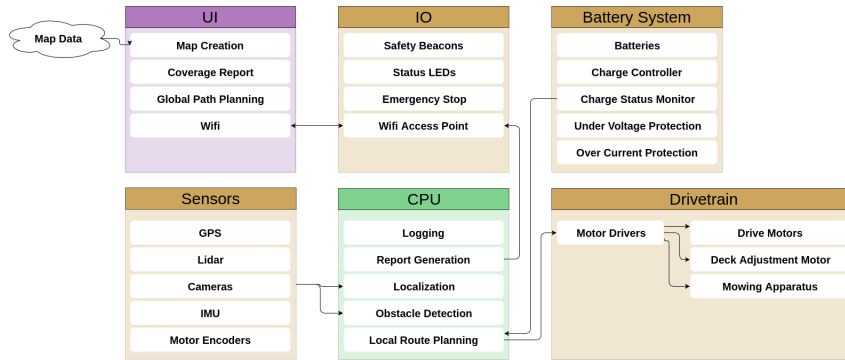 Map Data
UI
Map Creation
Coverage Report
Global Path Planning
Wifi
IO
Safety Beacons
Status LEDs
Emergency Stop
Wifi Access Point
Battery System
Batteries
Charge Controller
Charge Status Monitor
Under Voltage Protection
Over Current Protection
Sensors
GPS
Lidar
Cameras
IMU
Motor Encoders
CPU
Logging
Report Generation
Localization
Obstacle Detection
Local Route Planning
Drivetrain
Motor Drivers
Drive Motors
Deck Adjustment Motor
Mowing Apparatus